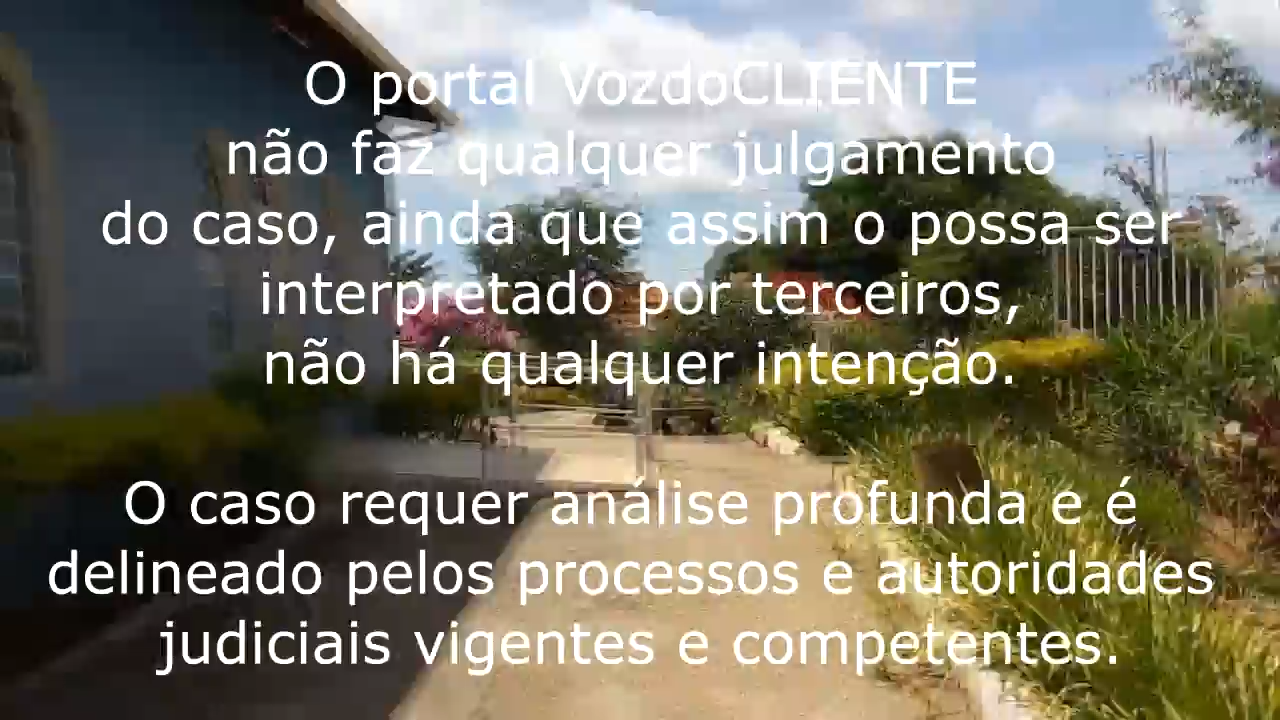 O portal VozdoCLIENTE
não faz qualquer julgamento
do caso, ainda que assim o possa ser
interpretado por terceiros,
não há qualquer intenção.
O caso requer análise profunda e é
delineado pelos processos e autoridades
judiciais vigentes e competentes.